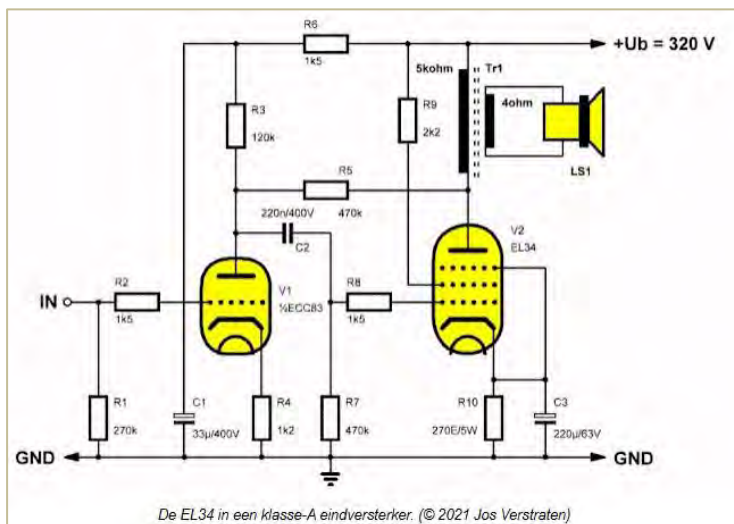 R6
1k5
+Ub = 320 V
5kohm
Tr1
R3
120k
R9
2k2
4ohm
LS1
R5
470k
220n/400V
C2
V2
EL34
R2
1k5
V1
½ECC83
R8
1k5
IN
R1
270k
C1
33µ/400V
R4
1k2
R7
470k
R10
270E/5W
C3
220µ/63V
GND
GND
De EL34 in een klasse-A eindversterker. (© 2021 Jos Verstraten)